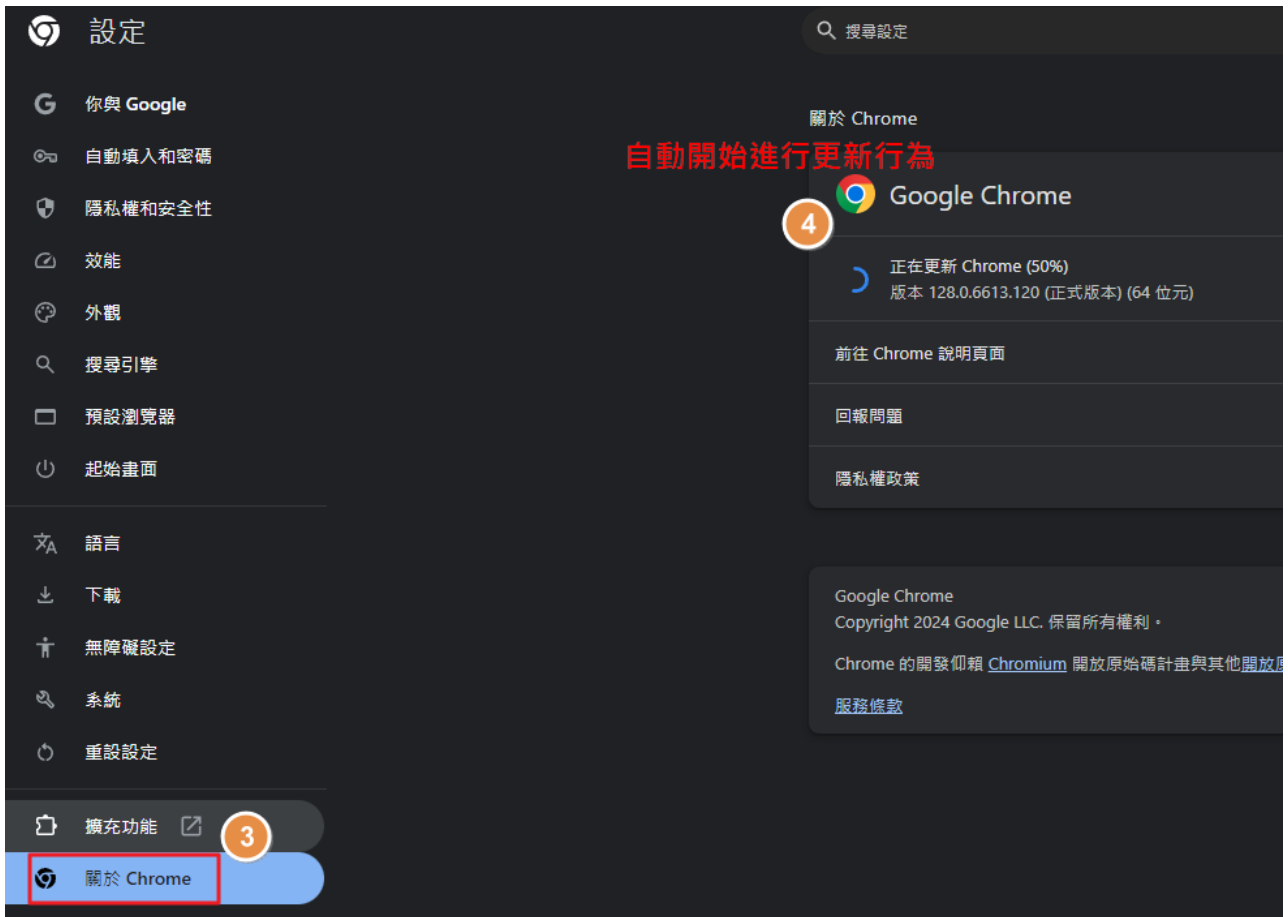 設定
搜尋設定
你與 Google
自動填入和密碼
隱私權和安全性
效能
外觀
搜尋引擎
預設瀏覽器
起始畫面
語言
下載
無障礙設定
系統
重設設定
擴充功能
3
關於 Chrome
關於 Chrome
自動開始進行更新行為
Google Chrome
4
正在更新 Chrome (50%)
版本 128.0.6613.120 (正式版本) (64 位元)
前往 Chrome 說明頁面
回報問題
隱私權政策
Google Chrome
Copyright 2024 Google LLC. 保留所有權利。
Chrome 的開發仰賴 Chromium 開放原始碼計畫與其他開放原
服務條款